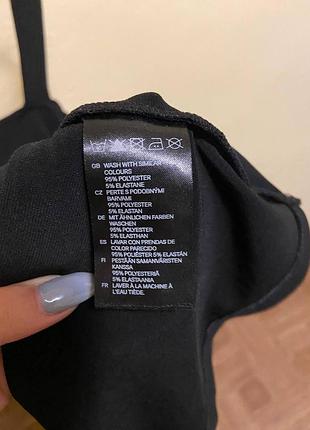 GB WASH WITH SIMILAR
COLOURS
95% POLYESTER
5% ELASTANE
CZ PERTE S PODOBNÝMI
BARVAMI
95% POLYESTER
5% ELASTAN
DE MIT ÄHNLICHEN FARBEN
WASCHEN
95% POLYESTER
5% ELASTHAN
ES LAVAR CON PRENDAS DE
COLOR PARECIDO
95% POLIÉSTER 5% ELASTÁN
FI PESTÄÄN SAMANVÄRISTEN
KANSSA
95% POLYESTERIÄ
5% ELASTAANIA
FR LAVER À LA MACHINE À
L'EAU TIÈDE.